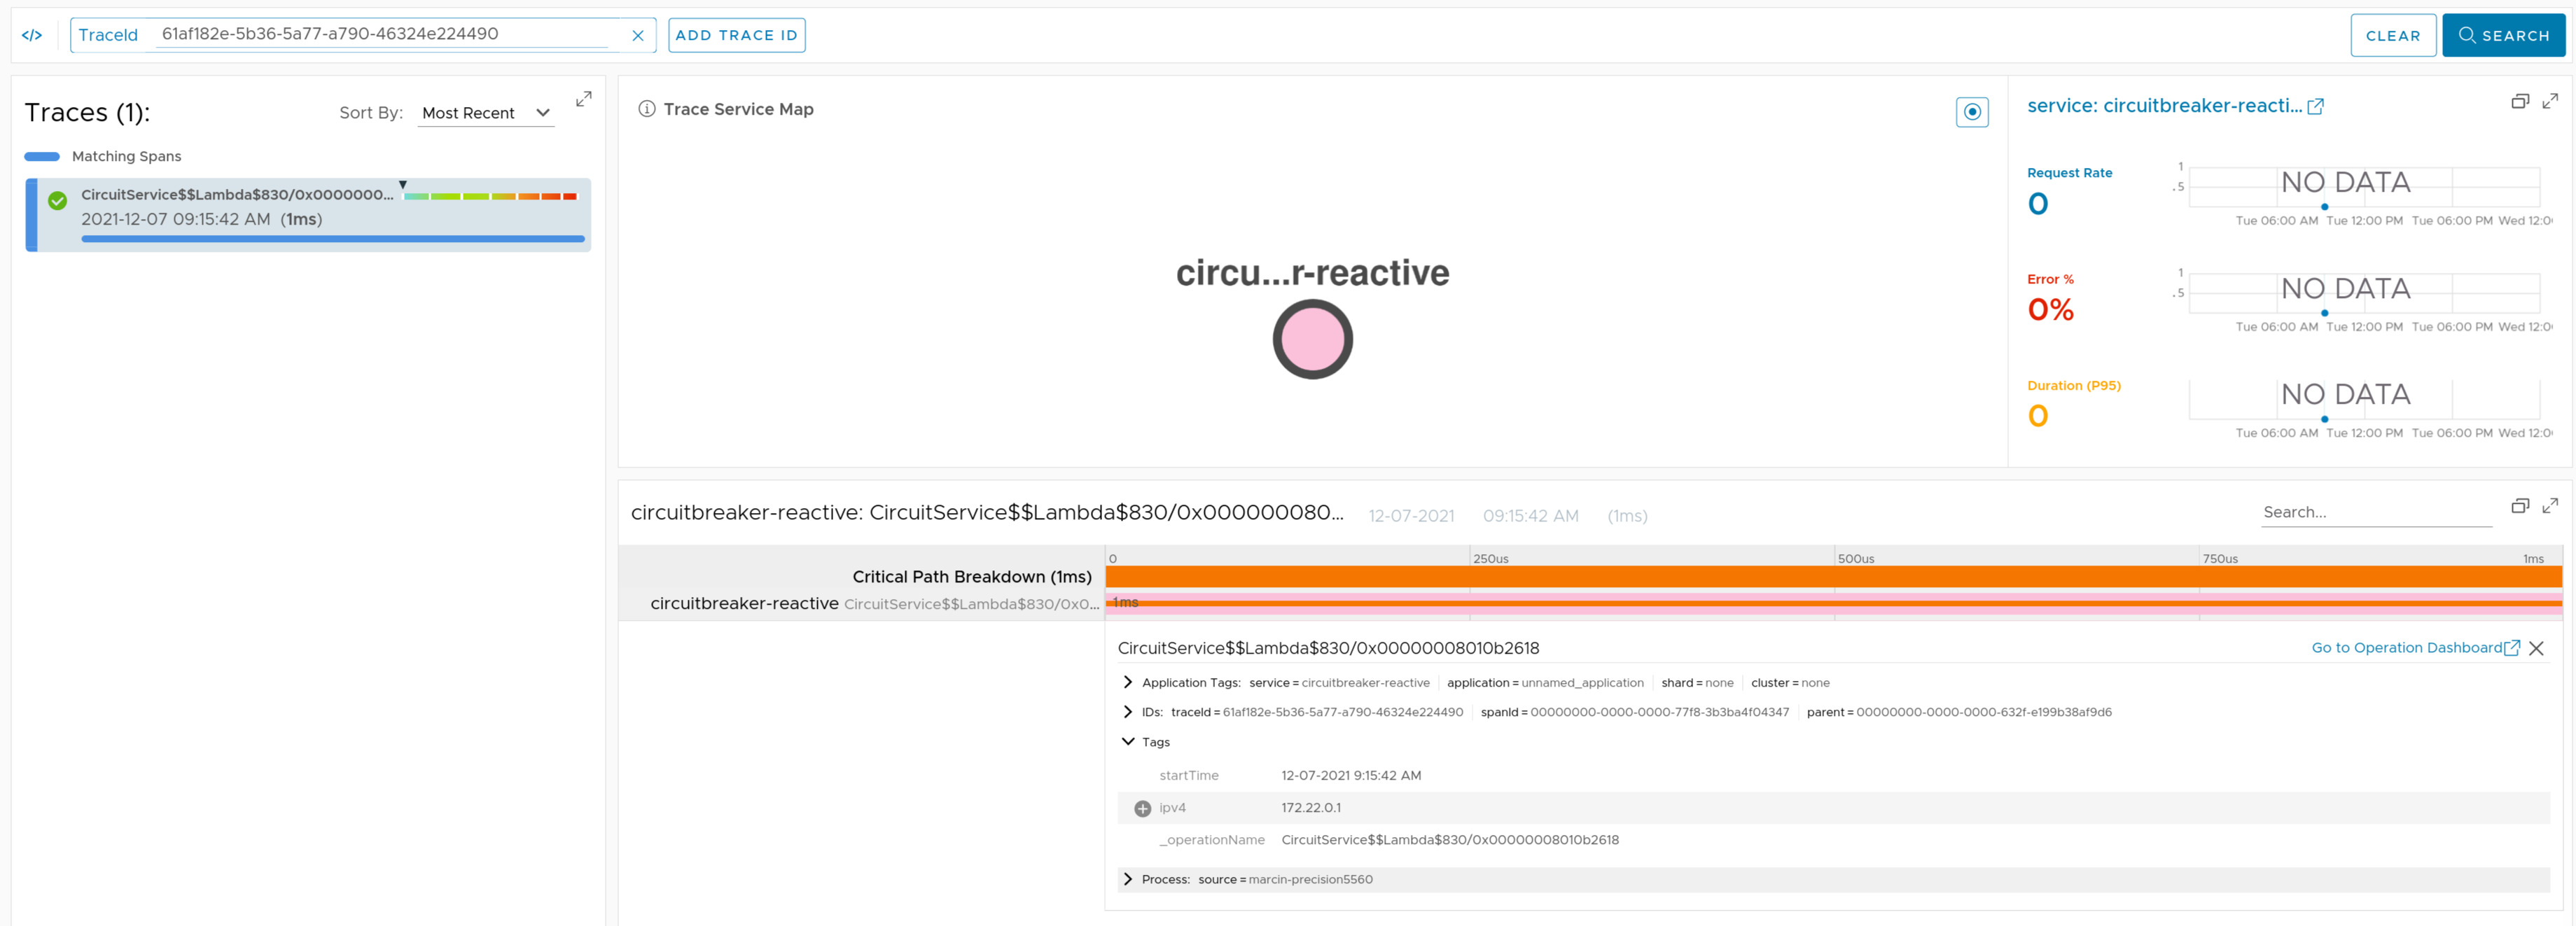 </> TraceId 61af182e-5b36-5a77-a790-46324e224490 × ADD TRACE ID CLEAR SEARCH
Traces (1): Sort By: Most Recent
Matching Spans
CircuitService$$Lambda$830/0x0000000...
2021-12-07 09:15:42 AM (1ms)
Trace Service Map
circu...r-reactive
service: circuitbreaker-reacti...
Request Rate
0
1
.5
NO DATA
Tue 06:00 AM Tue 12:00 PM Tue 06:00 PM Wed 12:0
Error %
0%
1
.5
NO DATA
Tue 06:00 AM Tue 12:00 PM Tue 06:00 PM Wed 12:0
Duration (P95)
0
NO DATA
Tue 06:00 AM Tue 12:00 PM Tue 06:00 PM Wed 12:0
circuitbreaker-reactive: CircuitService$$Lambda$830/0x000000080... 12-07-2021 09:15:42 AM (1ms) Search...
0 250us 500us 750us 1ms
Critical Path Breakdown (1ms)
circuitbreaker-reactive CircuitService$$Lambda$830/0x0... 1ms
CircuitService$$Lambda$830/0x00000008010b2618 Go to Operation Dashboard
Application Tags: service = circuitbreaker-reactive application = unnamed_application shard = none cluster = none
IDs: traceId = 61af182e-5b36-5a77-a790-46324e224490 spanId = 00000000-0000-0000-77f8-3b3ba4f04347 parent = 00000000-0000-0000-632f-e199b38af9d6
Tags
startTime 12-07-2021 9:15:42 AM
ipv4 172.22.0.1
_operationName CircuitService$$Lambda$830/0x00000008010b2618
Process: source = marcin-precision5560